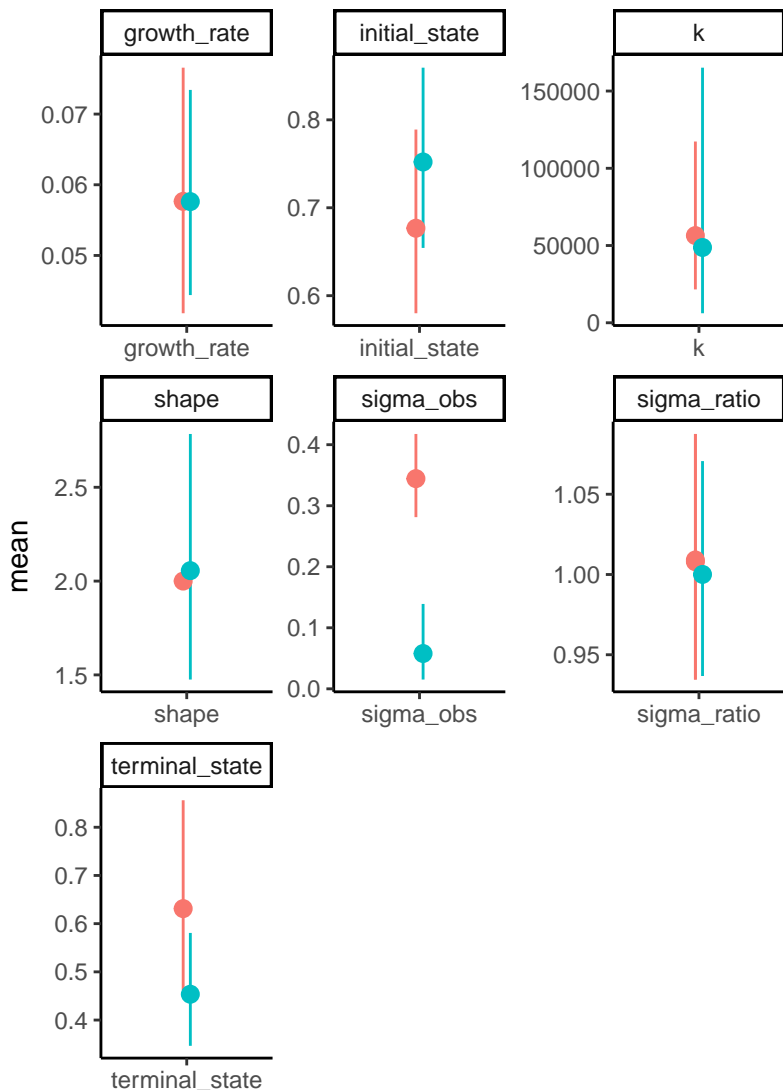 growth_rate
initial_state
k
0.07
0.06
0.05
growth_rate
0.8
0.7
0.6
initial_state
150000
100000
50000
0
k
mean
shape
sigma_obs
sigma_ratio
2.5
2.0
1.5
shape
0.4
0.3
0.2
0.1
0.0
sigma_obs
1.05
1.00
0.95
sigma_ratio
terminal_state
0.8
0.7
0.6
0.5
0.4
terminal_state